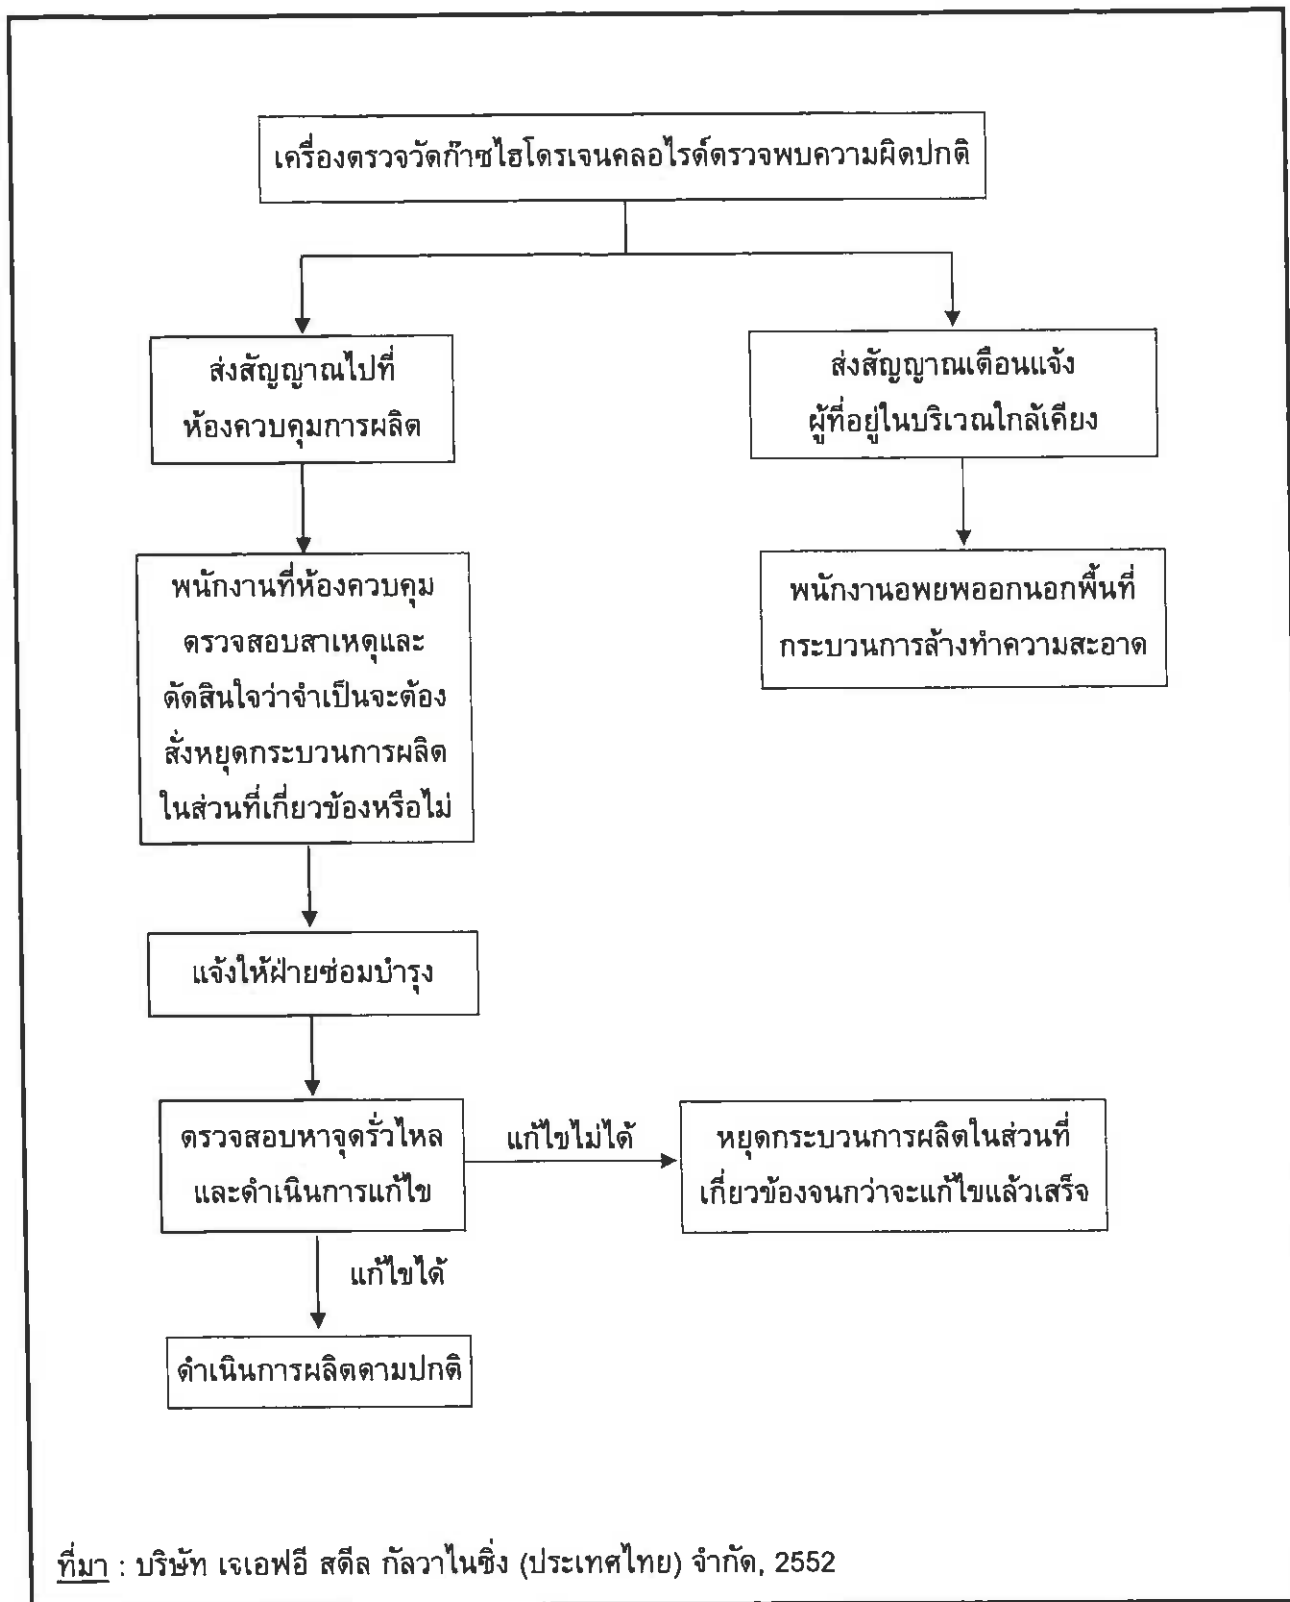 เครื่องตรวจวัดก๊าซไฮโดรเจนคลอไรด์ตรวจพบความผิดปกติ
ส่งสัญญาณไปที่
ห้องควบคุมการผลิต
ส่งสัญญาณเตือนแจ้ง
ผู้ที่อยู่ในบริเวณใกล้เคียง
พนักงานที่ห้องควบคุม
ตรวจสอบสาเหตุและ
ตัดสินใจว่าจำเป็นจะต้อง
สั่งหยุดกระบวนการผลิต
ในส่วนที่เกี่ยวข้องหรือไม่
พนักงานอพยพออกนอกพื้นที่
กระบวนการล้างทำความสะอาด
แจ้งให้ฝ่ายซ่อมบำรุง
ตรวจสอบหาจุดรั่วไหล
และดำเนินการแก้ไข
แก้ไขไม่ได้
หยุดกระบวนการผลิตในส่วนที่
เกี่ยวข้องจนกว่าจะแก้ไขแล้วเสร็จ
แก้ไขได้
ดำเนินการผลิตตามปกติ
ที่มา : บริษัท เจเอฟอี สตีล กัลวาไนซิ่ง (ประเทศไทย) จำกัด, 2552